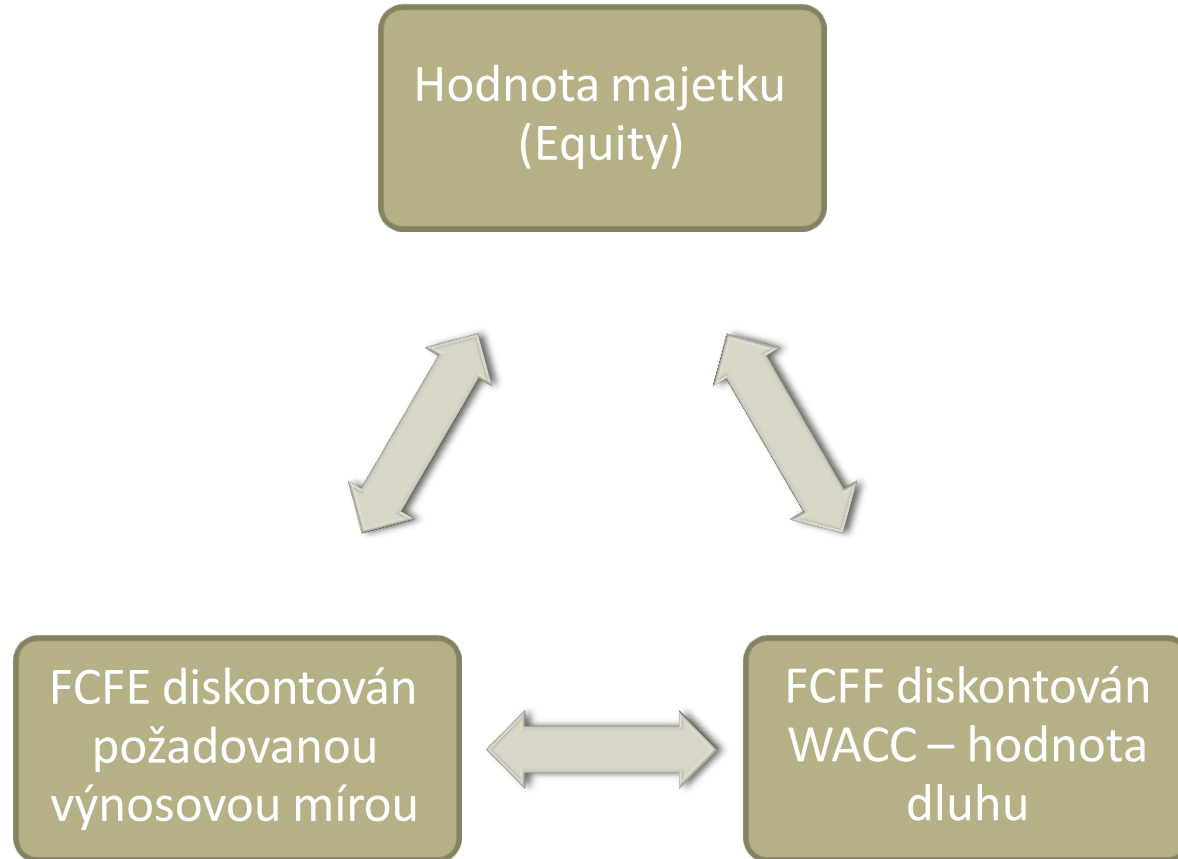 Hodnota majetku
(Equity)
FCFE diskontován
požadovanou
výnosovou mírou
FCFF diskontován
WACC – hodnota
dluhu